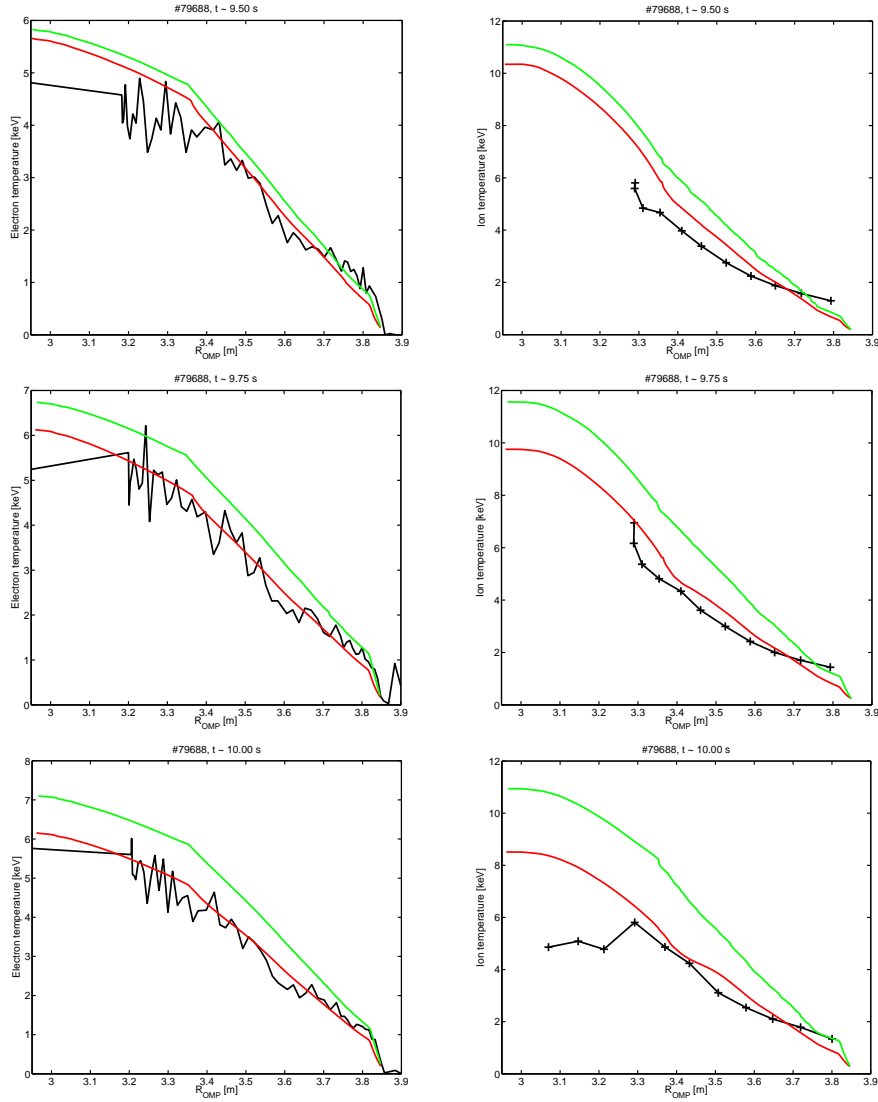 #79688, t ~ 9.50 s
Electron temperature [keV]
6
5
4
3
2
1
0
3 3.1 3.2 3.3 3.4 3.5 3.6 3.7 3.8 3.9
R_OMP [m]
#79688, t ~ 9.50 s
Ion temperature [keV]
12
10
8
6
4
2
0
3 3.1 3.2 3.3 3.4 3.5 3.6 3.7 3.8 3.9
R_OMP [m]
#79688, t ~ 9.75 s
Electron temperature [keV]
7
6
5
4
3
2
1
0
3 3.1 3.2 3.3 3.4 3.5 3.6 3.7 3.8 3.9
R_OMP [m]
#79688, t ~ 9.75 s
Ion temperature [keV]
12
10
8
6
4
2
0
3 3.1 3.2 3.3 3.4 3.5 3.6 3.7 3.8 3.9
R_OMP [m]
#79688, t ~ 10.00 s
Electron temperature [keV]
8
7
6
5
4
3
2
1
0
3 3.1 3.2 3.3 3.4 3.5 3.6 3.7 3.8 3.9
R_OMP [m]
#79688, t ~ 10.00 s
Ion temperature [keV]
12
10
8
6
4
2
0
3 3.1 3.2 3.3 3.4 3.5 3.6 3.7 3.8 3.9
R_OMP [m]